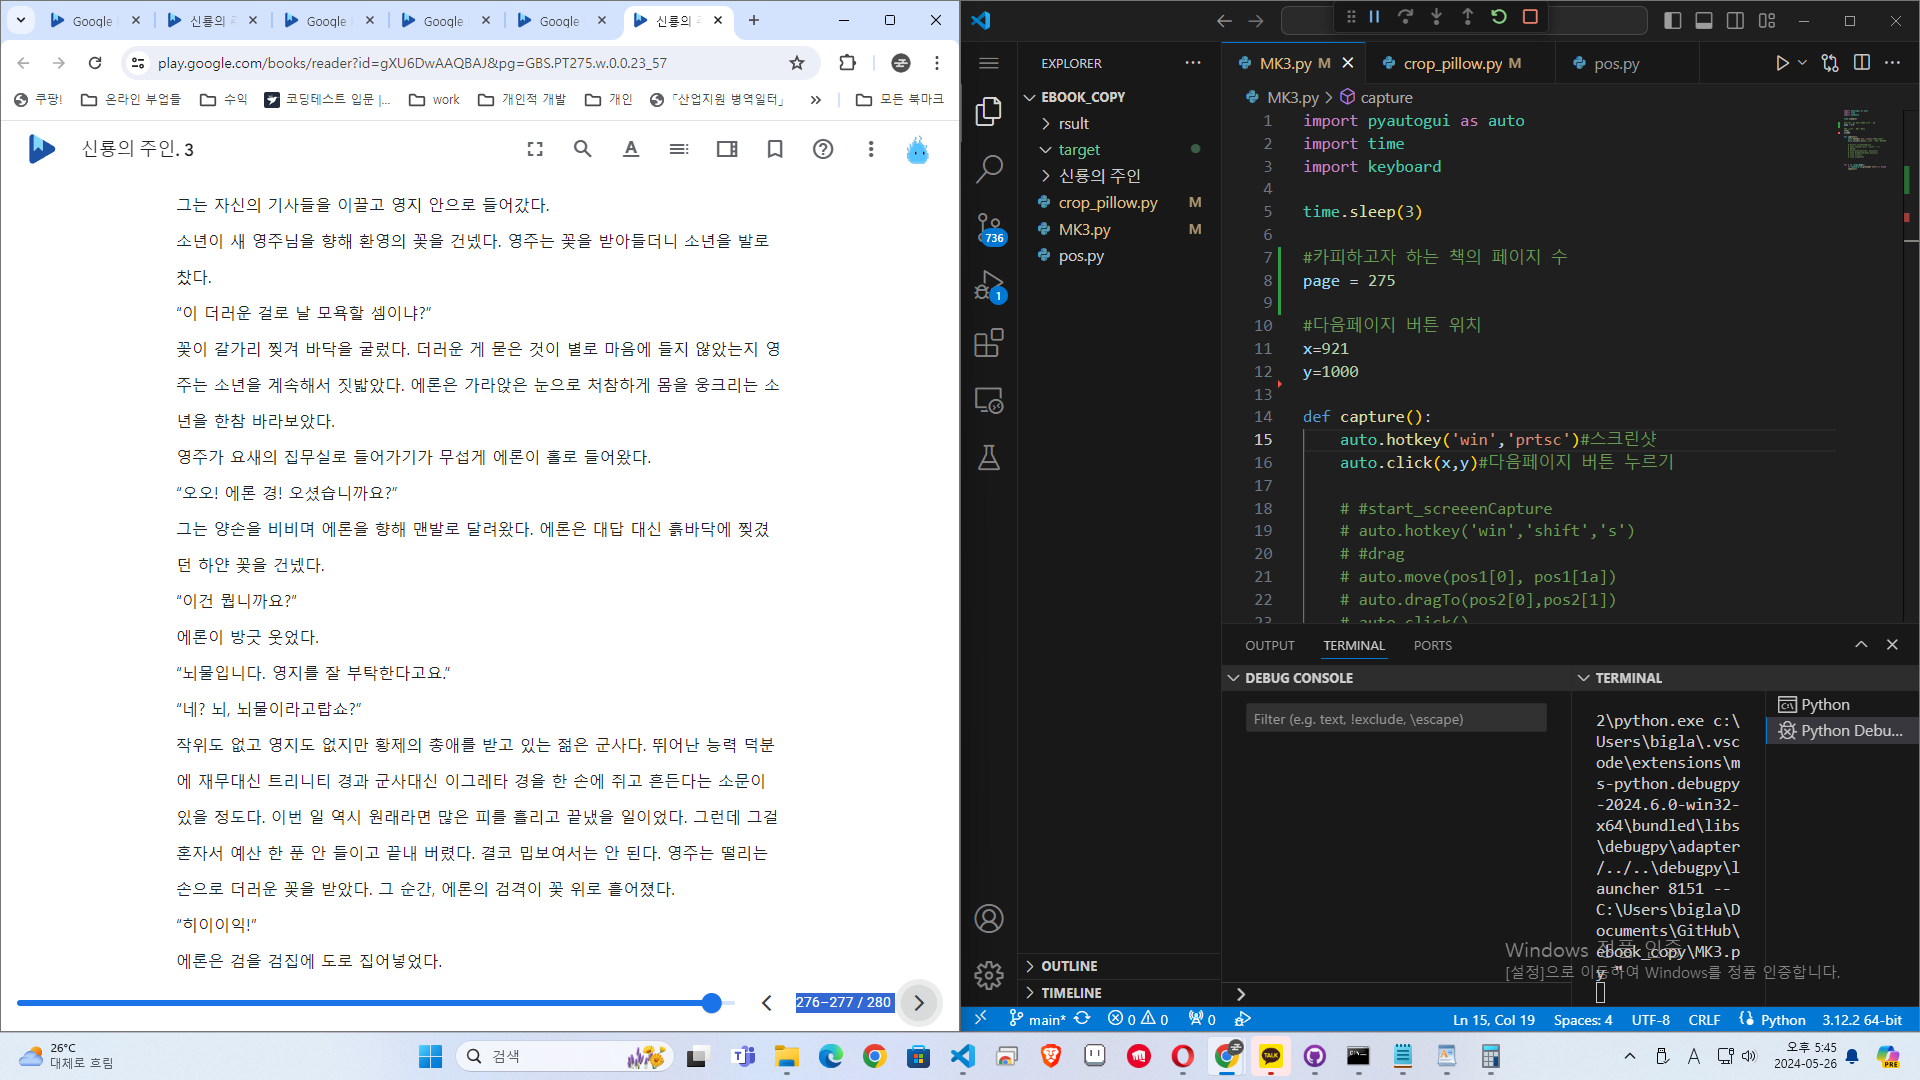 Google
신룡의 주
Google
Google
Google
신룡의 주
play.google.com/books/reader?id=gXU6DwAAQBAJ&pg=GBS.PT275.w.0.0.23_57
쿠팡!
온라인 부업들
수익
코딩테스트 입문 |...
work
개인적 개발
개인
「산업지원 병역일터」
»
모든 북마크
신룡의 주인. 3
그는 자신의 기사들을 이끌고 영지 안으로 들어갔다.
소년이 새 영주님을 향해 환영의 꽃을 건넸다. 영주는 꽃을 받아들더니 소년을 발로
찼다.
“이 더러운 걸로 날 모욕할 셈이냐?”
꽃이 갈가리 찢겨 바닥을 굴렀다. 더러운 게 묻은 것이 별로 마음에 들지 않았는지 영
주는 소년을 계속해서 짓밟았다. 에론은 가라앉은 눈으로 처참하게 몸을 웅크리는 소
년을 한참 바라보았다.
영주가 요새의 집무실로 들어가기가 무섭게 에론이 홀로 들어왔다.
“오오! 에론 경! 오셨습니까요?”
그는 양손을 비비며 에론을 향해 맨발로 달려왔다. 에론은 대답 대신 흙바닥에 찢겼
던 하얀 꽃을 건넸다.
“이건 뭡니까요?”
에론이 방긋 웃었다.
“뇌물입니다. 영지를 잘 부탁한다고요.”
“네? 뇌, 뇌물이라고랍쇼?”
작위도 없고 영지도 없지만 황제의 총애를 받고 있는 젊은 군사다. 뛰어난 능력 덕분
에 재무대신 트리니티 경과 군사대신 이그레타 경을 한 손에 쥐고 흔든다는 소문이
있을 정도다. 이번 일 역시 원래라면 많은 피를 흘리고 끝냈을 일이었다. 그런데 그걸
혼자서 예산 한 푼 안 들이고 끝내 버렸다. 결코 밉보여서는 안 된다. 영주는 떨리는
손으로 더러운 꽃을 받았다. 그 순간, 에론의 검격이 꽃 위로 흩어졌다.
“히이이익!”
에론은 검을 검집에 도로 집어넣었다.
276–277 / 280
EXPLORER
EBOOK_COPY
rsult
target
신룡의 주인
crop_pillow.py M
MK3.py M
pos.py
OUTLINE
TIMELINE
736
1
MK3.py M
crop_pillow.py M
pos.py
MK3.py > capture
1 import pyautogui as auto
2 import time
3 import keyboard
4
5 time.sleep(3)
6
7 #카피하고자 하는 책의 페이지 수
8 page = 275
9
10 #다음페이지 버튼 위치
11 x=921
12 y=1000
13
14 def capture():
15 auto.hotkey('win','prtsc')#스크린샷
16 auto.click(x,y)#다음페이지 버튼 누르기
17
18 # #start_screeenCapture
19 # auto.hotkey('win','shift','s')
20 # #drag
21 # auto.move(pos1[0], pos1[1a])
22 # auto.dragTo(pos2[0],pos2[1])
23 # auto.click()
OUTPUT
TERMINAL
PORTS
DEBUG CONSOLE
Filter (e.g. text, !exclude, \escape)
TERMINAL
2\python.exe c:\
Users\bigla\.vsc
ode\extensions\m
s-python.debugpy
-2024.6.0-win32-
x64\bundled\libs
\debugpy\adapter
/../..\debugpy\l
auncher 8151 --
C:\Users\bigla\D
ocuments\GitHub\
ebook_copy\MK3.p
y "
Python
Python Debu...
Windows 정품 인증
[설정]으로 이동하여 Windows를 정품 인증합니다.
main*
0
0
0
Ln 15, Col 19
Spaces: 4
UTF-8
CRLF
Python
3.12.2 64-bit
26°C
대체로 흐림
검색
TALK
PRE
A
오후 5:45
2024-05-26